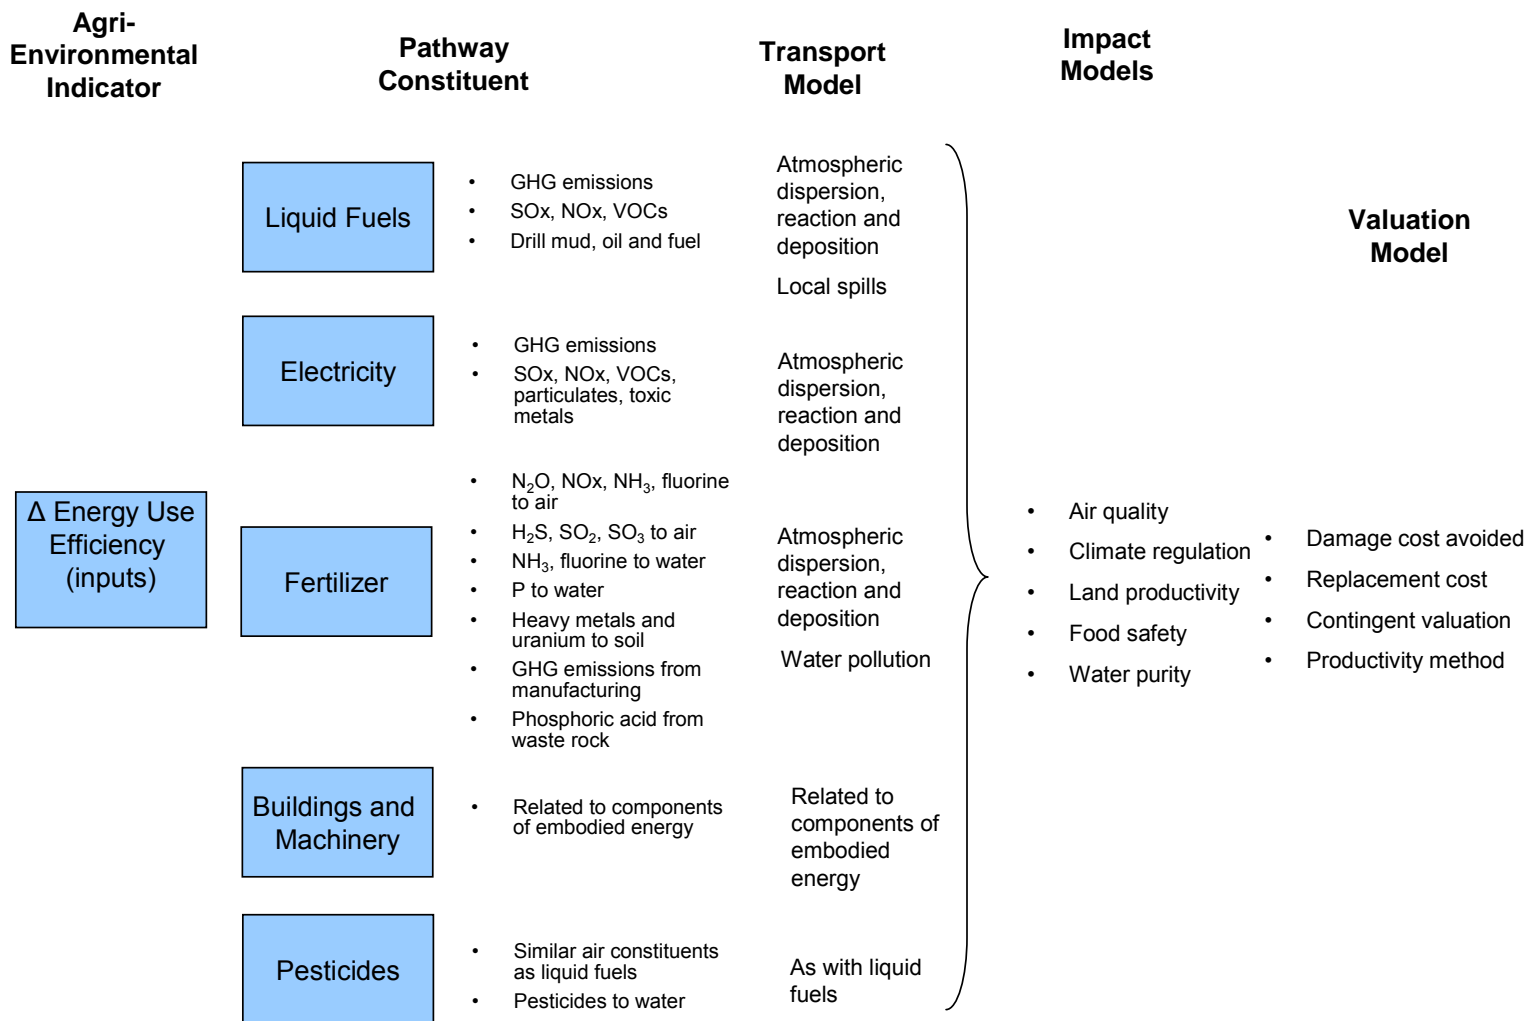 Agri-
Environmental
Indicator
Pathway
Constituent
Transport
Model
Impact
Models
Valuation
Model
Δ Energy Use
Efficiency
(inputs)
Liquid Fuels
• GHG emissions
• SOx, NOx, VOCs
• Drill mud, oil and fuel
Atmospheric
dispersion,
reaction and
deposition
Local spills
Electricity
• GHG emissions
• SOx, NOx, VOCs,
particulates, toxic
metals
Atmospheric
dispersion,
reaction and
deposition
Fertilizer
• N₂O, NOx, NH₃, fluorine
to air
• H₂S, SO₂, SO₃ to air
• NH₃, fluorine to water
• P to water
• Heavy metals and
uranium to soil
• GHG emissions from
manufacturing
• Phosphoric acid from
waste rock
Atmospheric
dispersion,
reaction and
deposition
Water pollution
Buildings and
Machinery
• Related to components
of embodied energy
Related to
components of
embodied
energy
Pesticides
• Similar air constituents
as liquid fuels
• Pesticides to water
As with liquid
fuels
• Air quality
• Climate regulation
• Land productivity
• Food safety
• Water purity
• Damage cost avoided
• Replacement cost
• Contingent valuation
• Productivity method